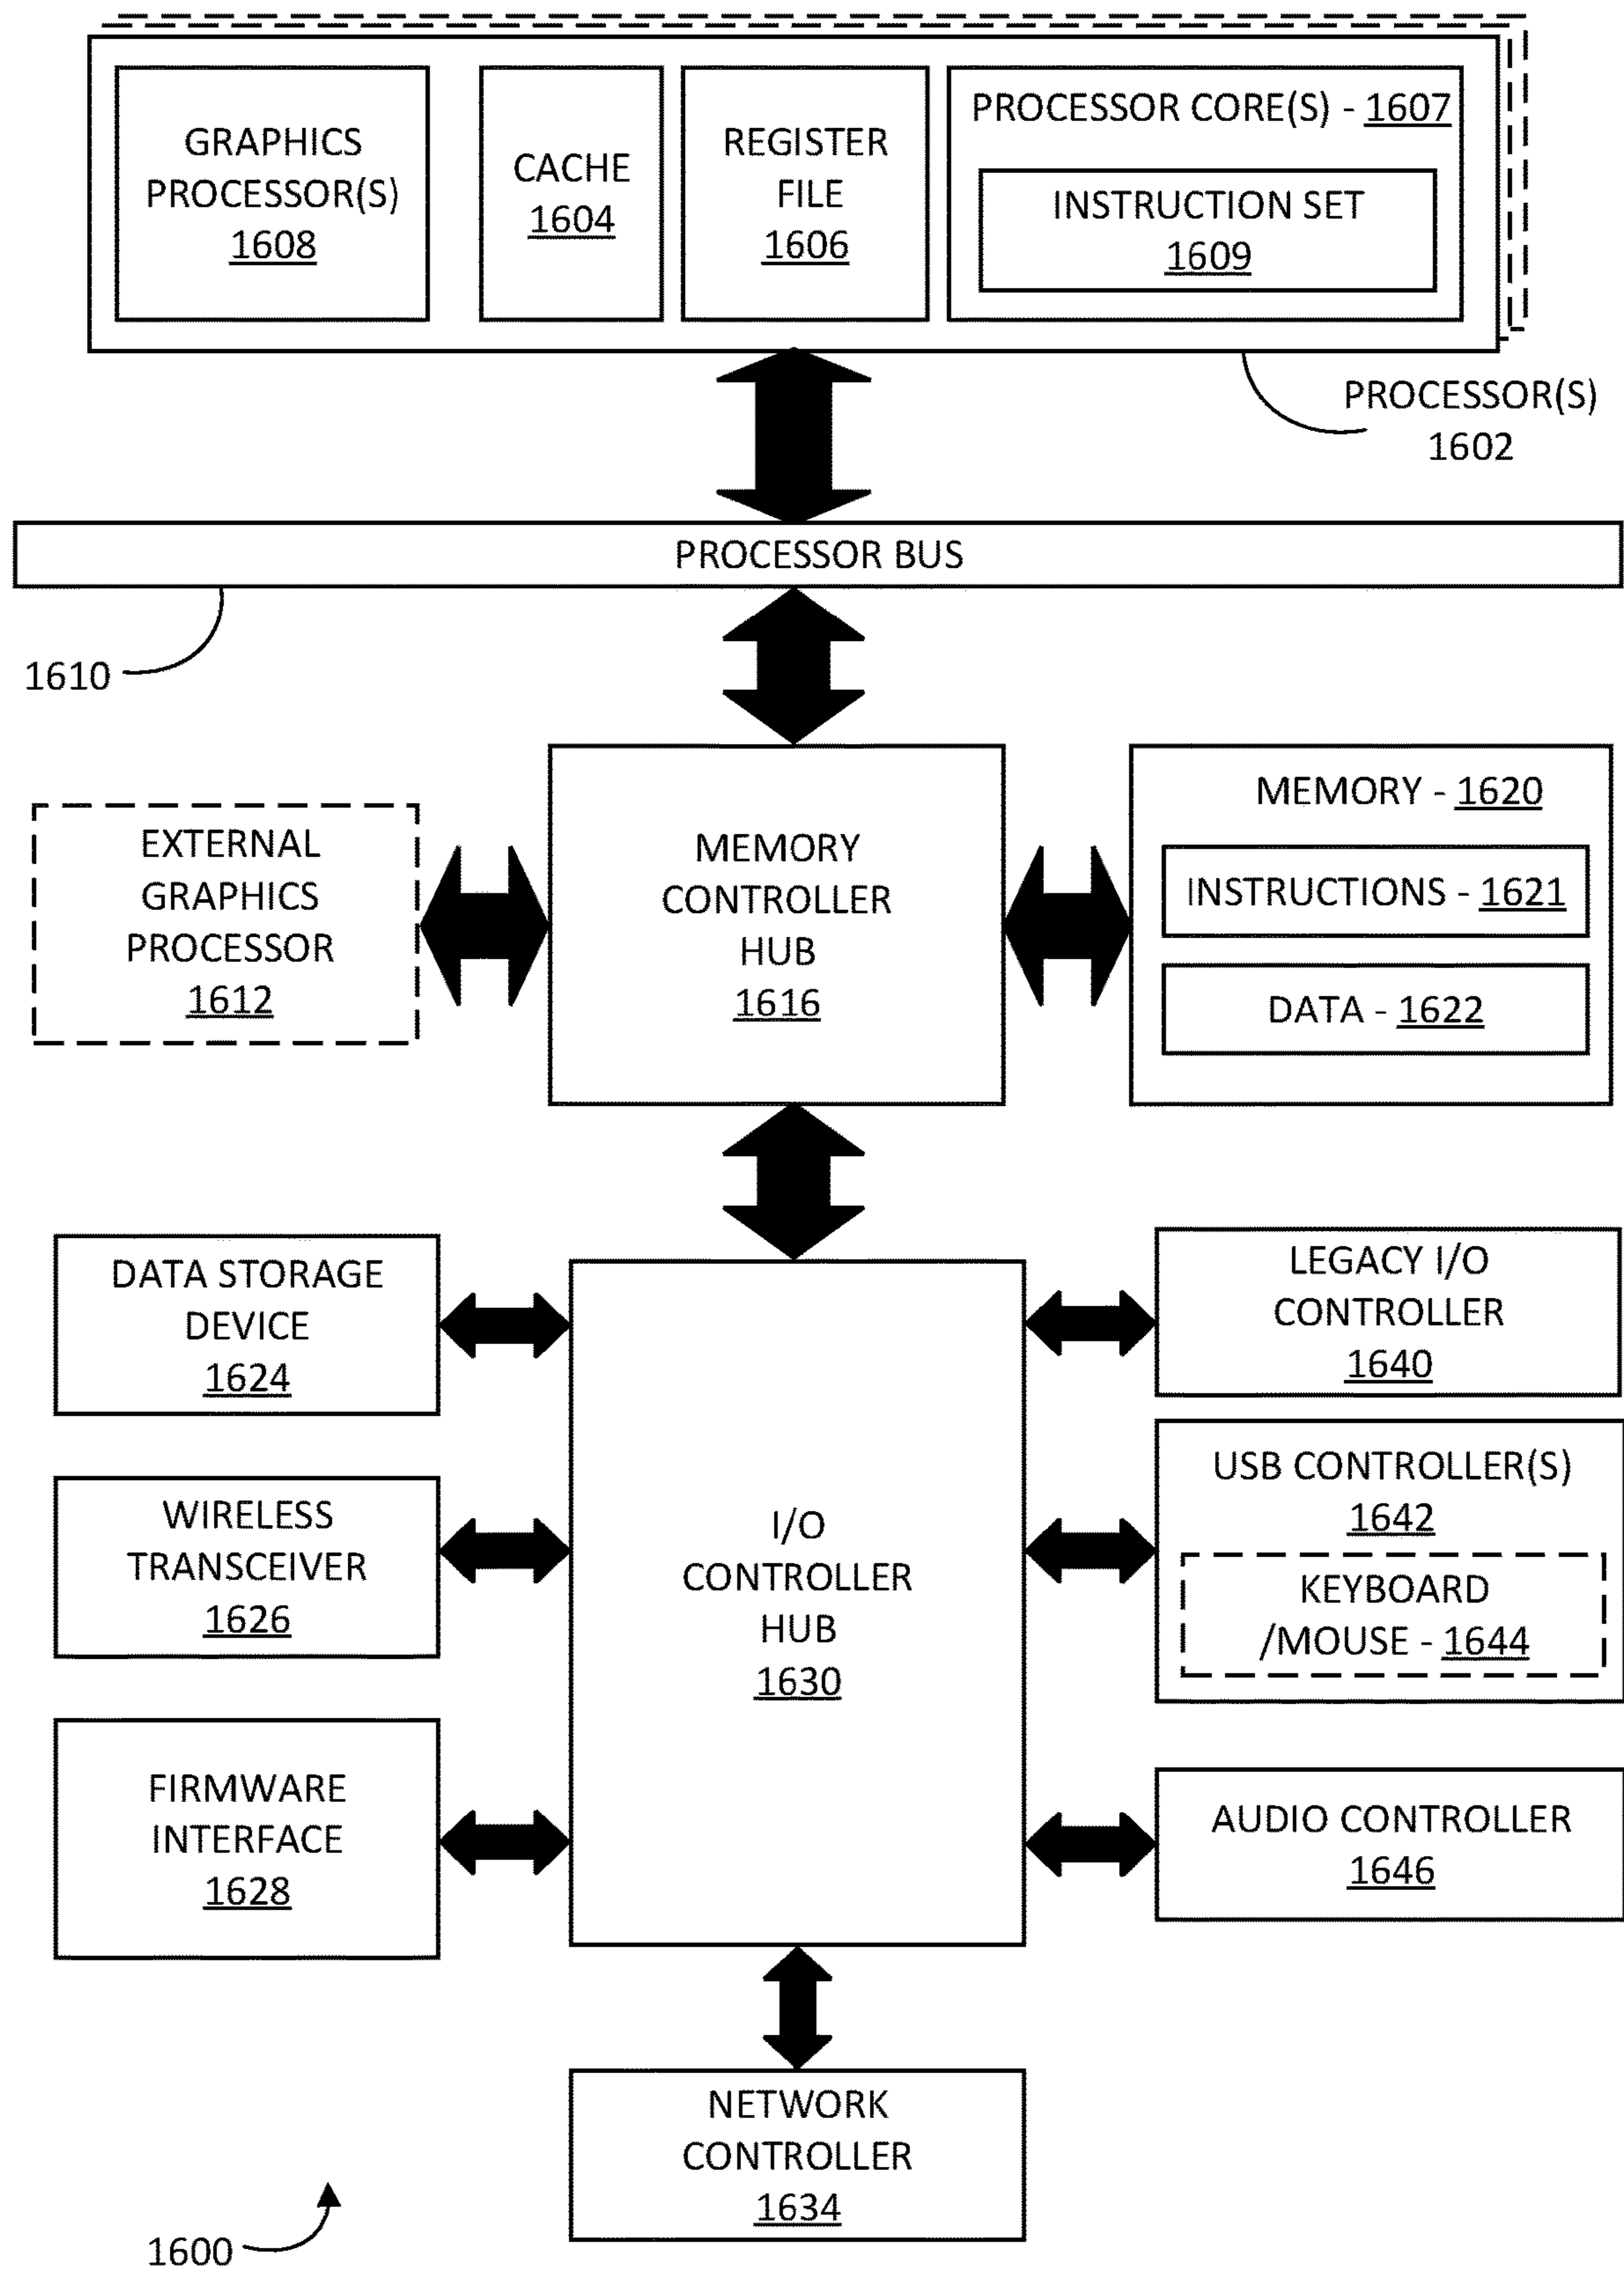 GRAPHICS
PROCESSOR(S)
1608
CACHE
1604
REGISTER
FILE
1606
PROCESSOR CORE(S) - 1607
INSTRUCTION SET
1609
PROCESSOR(S)
1602
PROCESSOR BUS
1610
EXTERNAL
GRAPHICS
PROCESSOR
1612
MEMORY
CONTROLLER
HUB
1616
MEMORY - 1620
INSTRUCTIONS - 1621
DATA - 1622
DATA STORAGE
DEVICE
1624
WIRELESS
TRANSCEIVER
1626
FIRMWARE
INTERFACE
1628
I/O
CONTROLLER
HUB
1630
LEGACY I/O
CONTROLLER
1640
USB CONTROLLER(S)
1642
KEYBOARD
/MOUSE - 1644
AUDIO CONTROLLER
1646
NETWORK
CONTROLLER
1634
1600